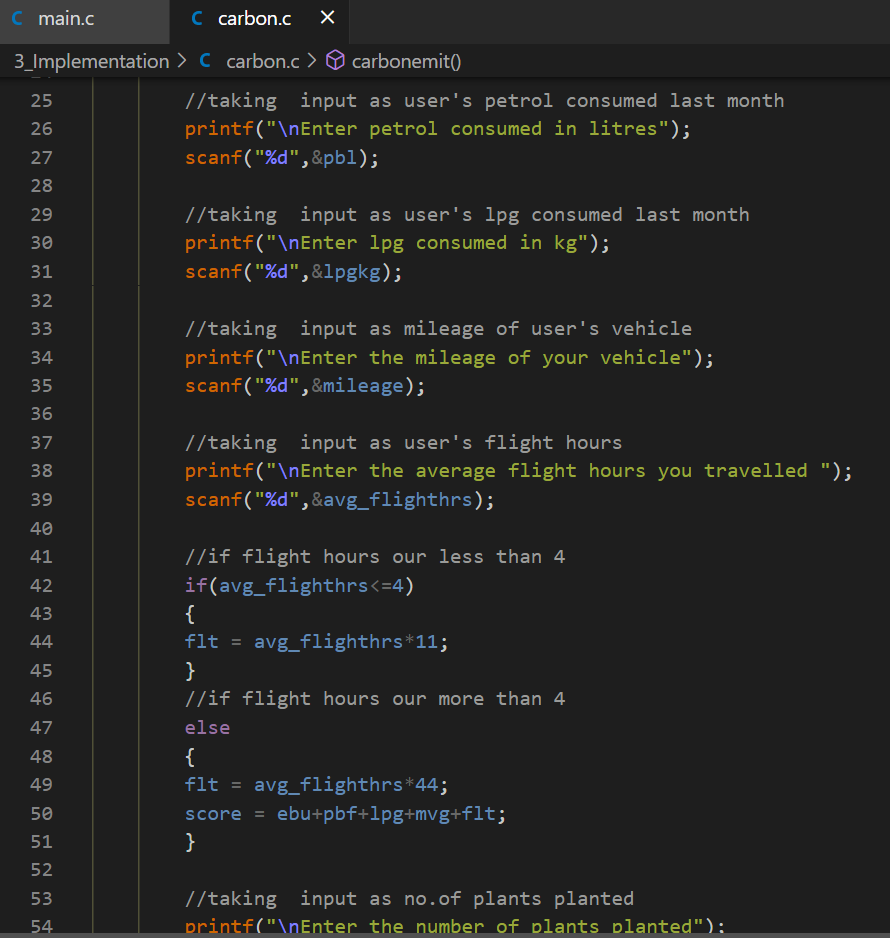 C main.c C carbon.c ×
3_Implementation > C carbon.c > carbonemit()
25 //taking  input as user's petrol consumed last month
26 printf("\nEnter petrol consumed in litres");
27 scanf("%d",&pbl);
28
29 //taking  input as user's lpg consumed last month
30 printf("\nEnter lpg consumed in kg");
31 scanf("%d",&lpgkg);
32
33 //taking  input as mileage of user's vehicle
34 printf("\nEnter the mileage of your vehicle");
35 scanf("%d",&mileage);
36
37 //taking  input as user's flight hours
38 printf("\nEnter the average flight hours you travelled ");
39 scanf("%d",&avg_flighthrs);
40
41 //if flight hours our less than 4
42 if(avg_flighthrs<=4)
43 {
44 flt = avg_flighthrs*11;
45 }
46 //if flight hours our more than 4
47 else
48 {
49 flt = avg_flighthrs*44;
50 score = ebu+pbf+lpg+mvg+flt;
51 }
52
53 //taking  input as no.of plants planted
54 printf("\nEnter the number of plants planted");